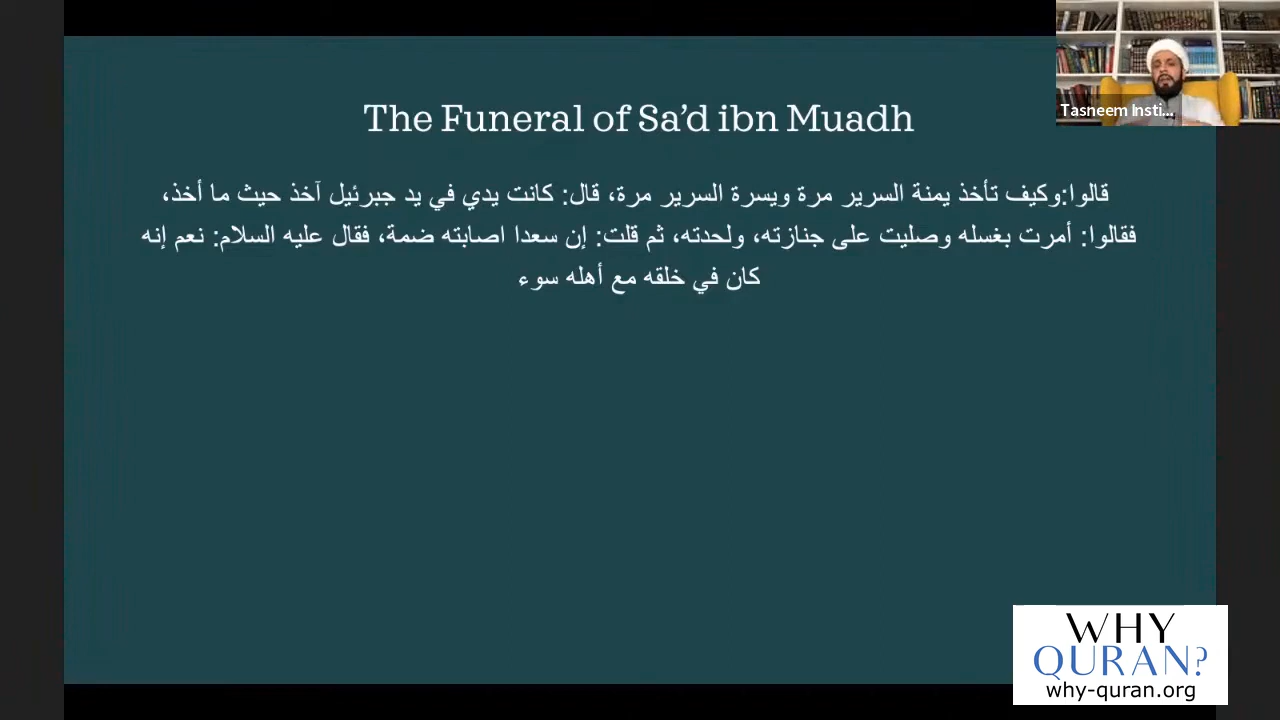 Tasneem Insti...
The Funeral of Sa’d ibn Muadh
قالوا:وكيف تأخذ يمنة السرير مرة ويسرة السرير مرة، قال: كانت يدي في يد جبرئيل آخذ حيث ما أخذ،
فقالوا: أمرت بغسله وصليت على جنازته، ولحدته، ثم قلت: إن سعدا اصابته ضمة، فقال عليه السلام: نعم إنه
كان في خلقه مع أهله سوء
WHY
QURAN?
why-quran.org